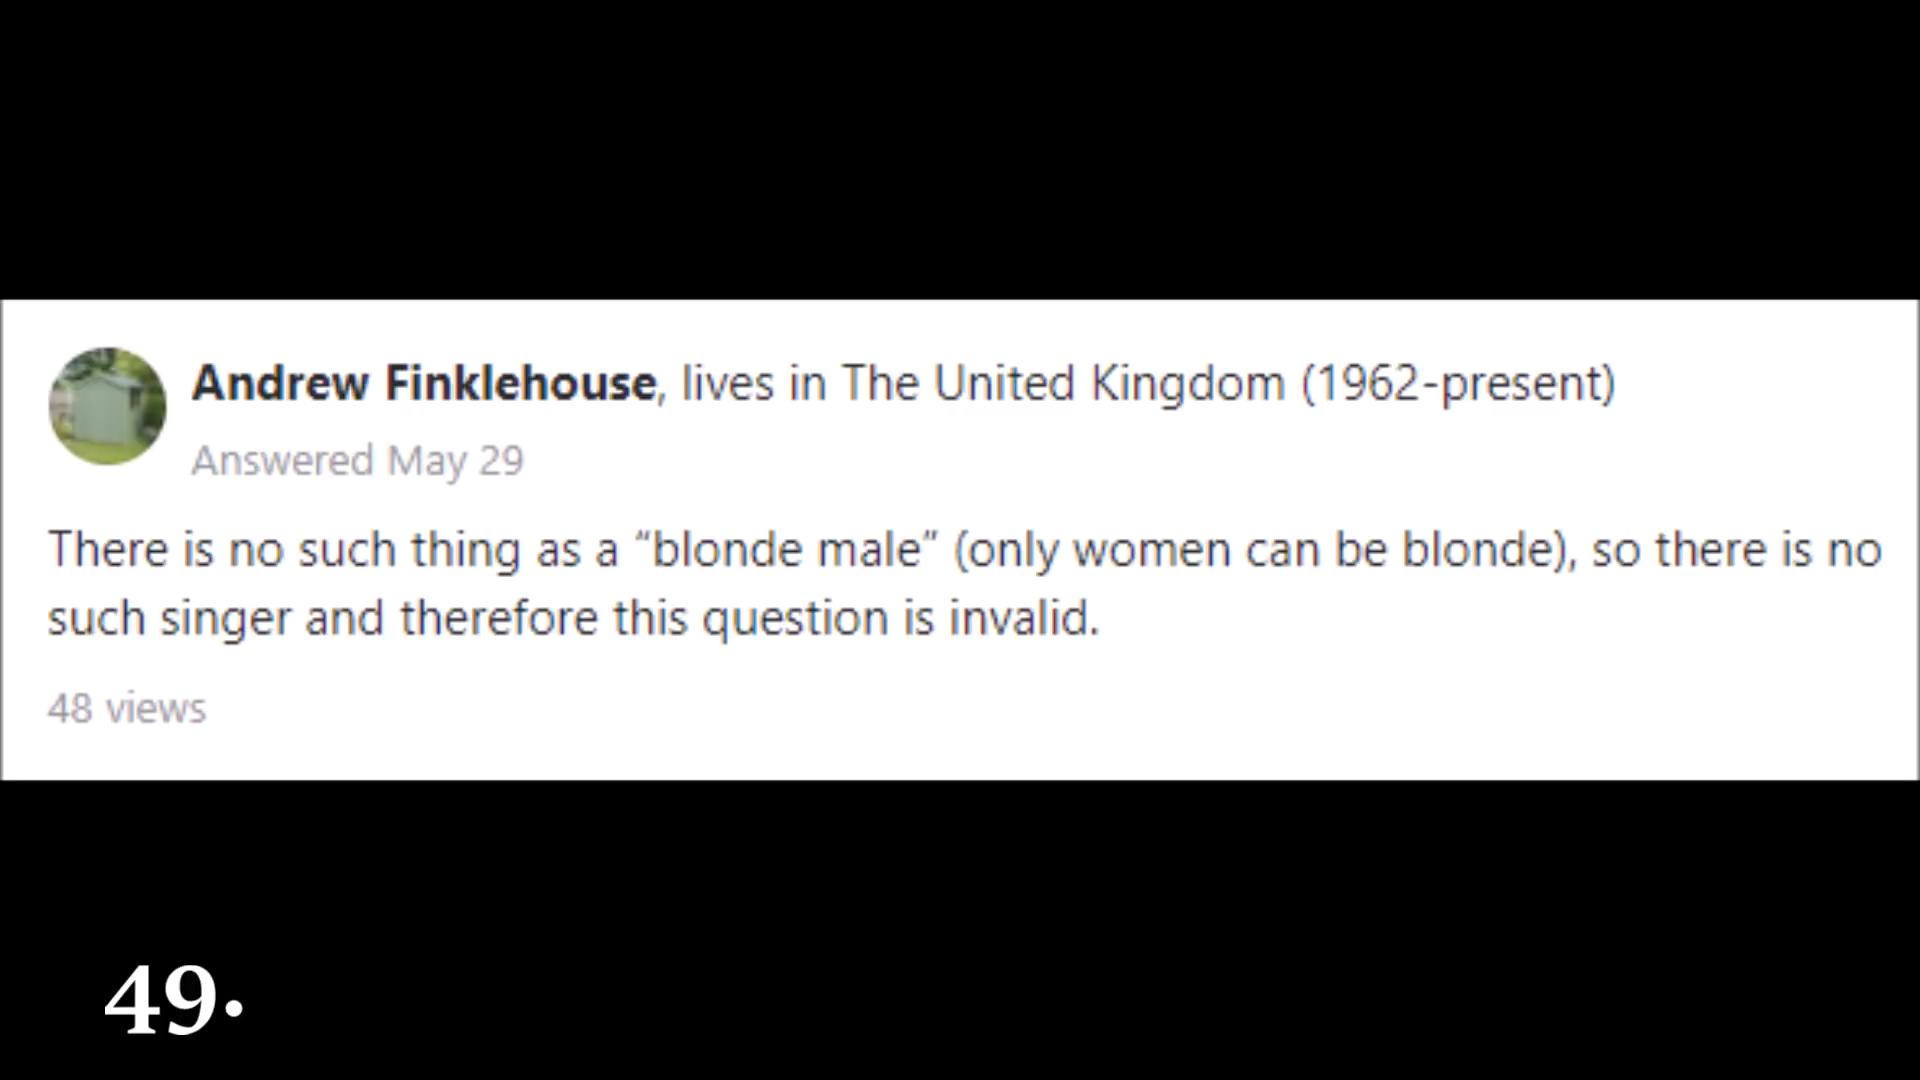 Andrew Finklehouse, lives in The United Kingdom (1962-present)
Answered May 29
There is no such thing as a “blonde male” (only women can be blonde), so there is no
such singer and therefore this question is invalid.
48 views
49.